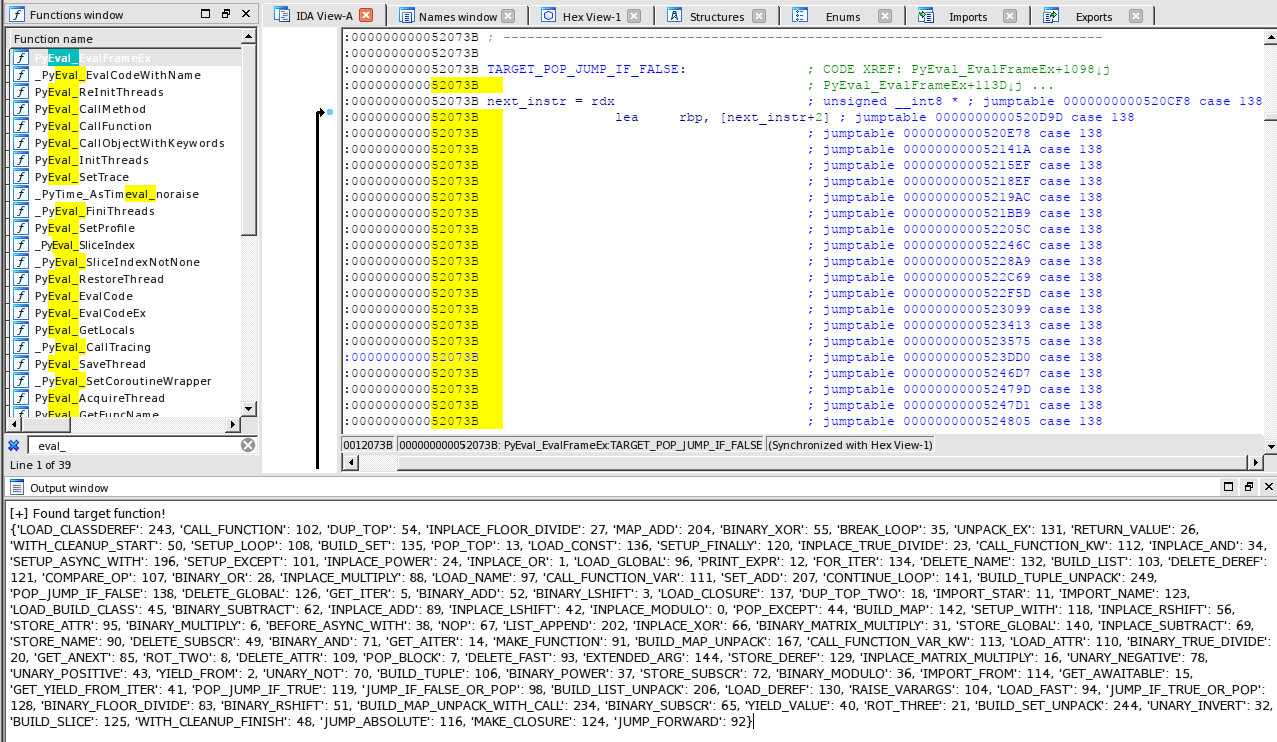 Functions window
Function name
PyEval_EvalFrameEx
_PyEval_EvalCodeWithName
PyEval_ReInitThreads
PyEval_CallMethod
PyEval_CallFunction
PyEval_CallObjectWithKeywords
PyEval_InitThreads
PyEval_SetTrace
_PyTime_AsTimeval_noraise
_PyEval_FiniThreads
PyEval_SetProfile
_PyEval_SliceIndex
_PyEval_SliceIndexNotNone
PyEval_RestoreThread
PyEval_EvalCode
PyEval_EvalCodeEx
PyEval_GetLocals
_PyEval_CallTracing
PyEval_SaveThread
_PyEval_SetCoroutineWrapper
PyEval_AcquireThread
PyEval_GetFuncName
eval_
Line 1 of 39
IDA View-A Names window Hex View-1 Structures Enums Imports Exports
:000000000052073B ; ---------------------------------------------------------------------------
:000000000052073B
:000000000052073B TARGET_POP_JUMP_IF_FALSE: ; CODE XREF: PyEval_EvalFrameEx+1098↓j
:000000000052073B ; PyEval_EvalFrameEx+113D↓j ...
:000000000052073B next_instr = rdx ; unsigned __int8 * ; jumptable 0000000000520CF8 case 138
:000000000052073B lea rbp, [next_instr+2] ; jumptable 0000000000520D9D case 138
:000000000052073B ; jumptable 0000000000520E78 case 138
:000000000052073B ; jumptable 000000000052141A case 138
:000000000052073B ; jumptable 00000000005215EF case 138
:000000000052073B ; jumptable 00000000005218EF case 138
:000000000052073B ; jumptable 00000000005219AC case 138
:000000000052073B ; jumptable 0000000000521BB9 case 138
:000000000052073B ; jumptable 000000000052205C case 138
:000000000052073B ; jumptable 000000000052246C case 138
:000000000052073B ; jumptable 00000000005228A9 case 138
:000000000052073B ; jumptable 0000000000522C69 case 138
:000000000052073B ; jumptable 0000000000522F5D case 138
:000000000052073B ; jumptable 0000000000523099 case 138
:000000000052073B ; jumptable 0000000000523413 case 138
:000000000052073B ; jumptable 0000000000523575 case 138
:000000000052073B ; jumptable 0000000000523DD0 case 138
:000000000052073B ; jumptable 00000000005246D7 case 138
:000000000052073B ; jumptable 000000000052479D case 138
:000000000052073B ; jumptable 00000000005247D1 case 138
:000000000052073B ; jumptable 0000000000524805 case 138
0012073B 000000000052073B: PyEval_EvalFrameEx:TARGET_POP_JUMP_IF_FALSE (Synchronized with Hex View-1)
Output window
[+] Found target function!
{'LOAD_CLASSDEREF': 243, 'CALL_FUNCTION': 102, 'DUP_TOP': 54, 'INPLACE_FLOOR_DIVIDE': 27, 'MAP_ADD': 204, 'BINARY_XOR': 55, 'BREAK_LOOP': 35, 'UNPACK_EX': 131, 'RETURN_VALUE': 26,
'WITH_CLEANUP_START': 50, 'SETUP_LOOP': 108, 'BUILD_SET': 135, 'POP_TOP': 13, 'LOAD_CONST': 136, 'SETUP_FINALLY': 120, 'INPLACE_TRUE_DIVIDE': 23, 'CALL_FUNCTION_KW': 112, 'INPLACE_AND': 34,
'SETUP_ASYNC_WITH': 196, 'SETUP_EXCEPT': 101, 'INPLACE_POWER': 24, 'INPLACE_OR': 1, 'LOAD_GLOBAL': 96, 'PRINT_EXPR': 12, 'FOR_ITER': 134, 'DELETE_NAME': 132, 'BUILD_LIST': 103, 'DELETE_DEREF':
121, 'COMPARE_OP': 107, 'BINARY_OR': 28, 'INPLACE_MULTIPLY': 88, 'LOAD_NAME': 97, 'CALL_FUNCTION_VAR': 111, 'SET_ADD': 207, 'CONTINUE_LOOP': 141, 'BUILD_TUPLE_UNPACK': 249,
'POP_JUMP_IF_FALSE': 138, 'DELETE_GLOBAL': 126, 'GET_ITER': 5, 'BINARY_ADD': 52, 'BINARY_LSHIFT': 3, 'LOAD_CLOSURE': 137, 'DUP_TOP_TWO': 18, 'IMPORT_STAR': 11, 'IMPORT_NAME': 123,
'LOAD_BUILD_CLASS': 45, 'BINARY_SUBTRACT': 62, 'INPLACE_ADD': 89, 'INPLACE_LSHIFT': 42, 'INPLACE_MODULO': 0, 'POP_EXCEPT': 44, 'BUILD_MAP': 142, 'SETUP_WITH': 118, 'INPLACE_RSHIFT': 56,
'STORE_ATTR': 95, 'BINARY_MULTIPLY': 6, 'BEFORE_ASYNC_WITH': 38, 'NOP': 67, 'LIST_APPEND': 202, 'INPLACE_XOR': 66, 'BINARY_MATRIX_MULTIPLY': 31, 'STORE_GLOBAL': 140, 'INPLACE_SUBTRACT': 69,
'STORE_NAME': 90, 'DELETE_SUBSCR': 49, 'BINARY_AND': 71, 'GET_AITER': 14, 'MAKE_FUNCTION': 91, 'BUILD_MAP_UNPACK': 167, 'CALL_FUNCTION_VAR_KW': 113, 'LOAD_ATTR': 110, 'BINARY_TRUE_DIVIDE':
20, 'GET_ANEXT': 85, 'ROT_TWO': 8, 'DELETE_ATTR': 109, 'POP_BLOCK': 7, 'DELETE_FAST': 93, 'EXTENDED_ARG': 144, 'STORE_DEREF': 129, 'INPLACE_MATRIX_MULTIPLY': 16, 'UNARY_NEGATIVE': 78,
'UNARY_POSITIVE': 43, 'YIELD_FROM': 2, 'UNARY_NOT': 70, 'BUILD_TUPLE': 106, 'BINARY_POWER': 37, 'STORE_SUBSCR': 72, 'BINARY_MODULO': 36, 'IMPORT_FROM': 114, 'GET_AWAITABLE': 15,
'GET_YIELD_FROM_ITER': 41, 'POP_JUMP_IF_TRUE': 119, 'JUMP_IF_FALSE_OR_POP': 98, 'BUILD_LIST_UNPACK': 206, 'LOAD_DEREF': 130, 'RAISE_VARARGS': 104, 'LOAD_FAST': 94, 'JUMP_IF_TRUE_OR_POP':
128, 'BINARY_FLOOR_DIVIDE': 83, 'BINARY_RSHIFT': 51, 'BUILD_MAP_UNPACK_WITH_CALL': 234, 'BINARY_SUBSCR': 65, 'YIELD_VALUE': 40, 'ROT_THREE': 21, 'BUILD_SET_UNPACK': 244, 'UNARY_INVERT': 32,
'BUILD_SLICE': 125, 'WITH_CLEANUP_FINISH': 48, 'JUMP_ABSOLUTE': 116, 'MAKE_CLOSURE': 124, 'JUMP_FORWARD': 92}